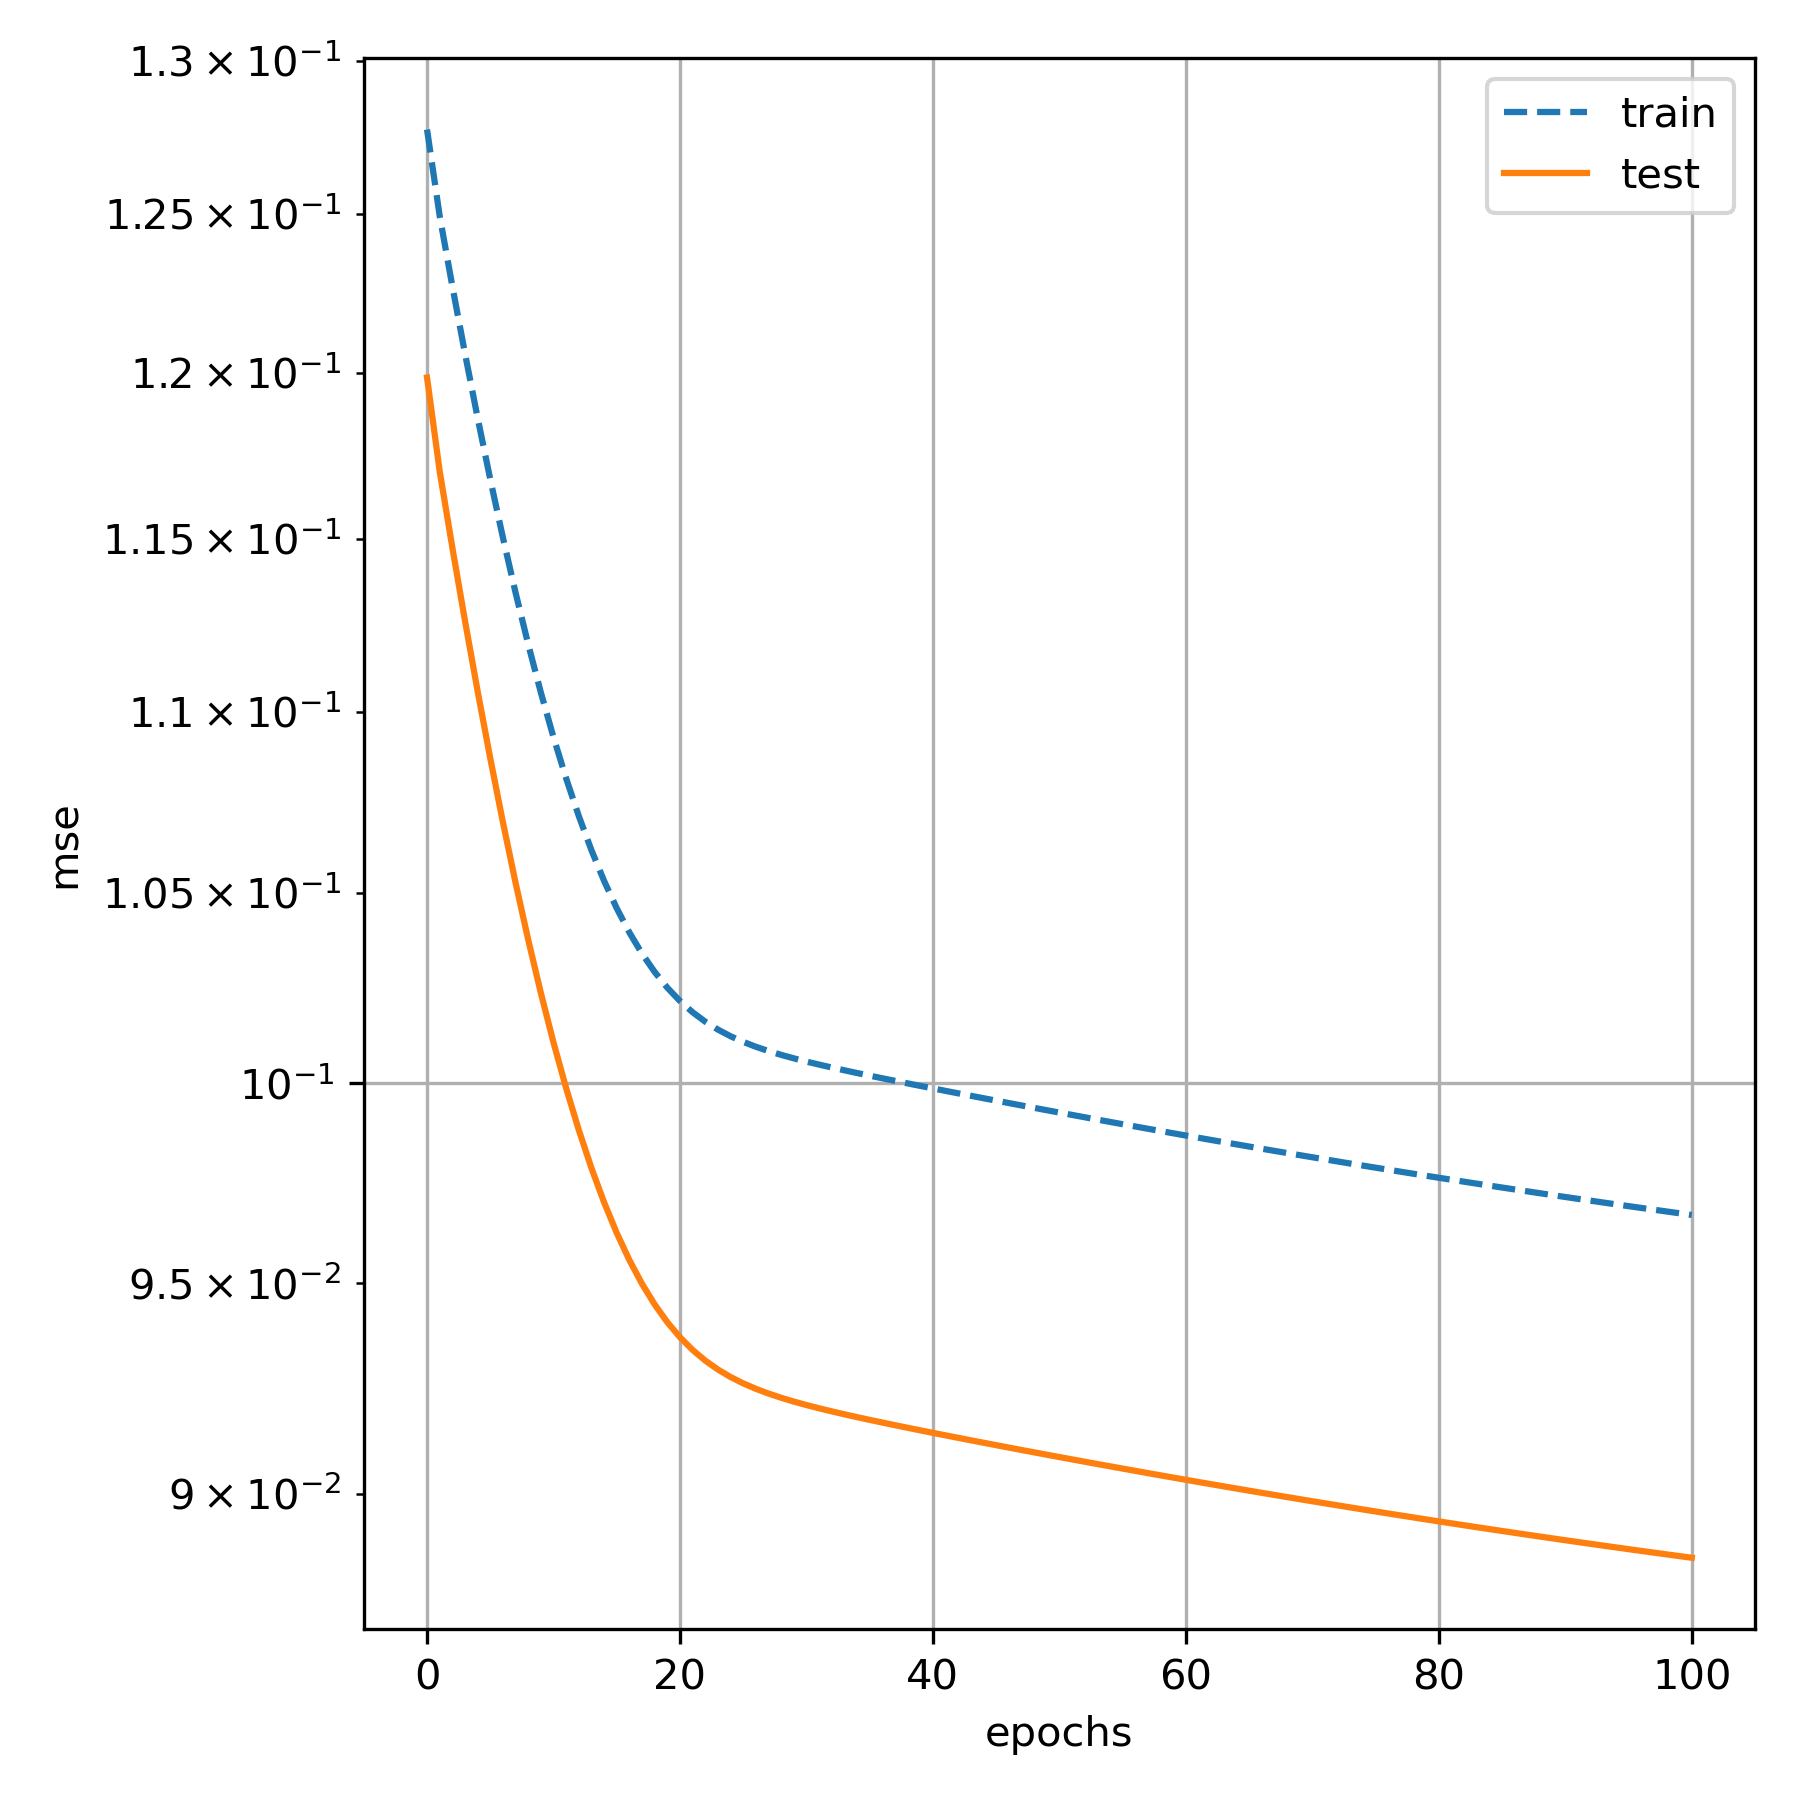 1.3 × 10⁻¹
1.25 × 10⁻¹
1.2 × 10⁻¹
1.15 × 10⁻¹
1.1 × 10⁻¹
1.05 × 10⁻¹
10⁻¹
9.5 × 10⁻²
9 × 10⁻²
mse
train
test
0 20 40 60 80 100
epochs